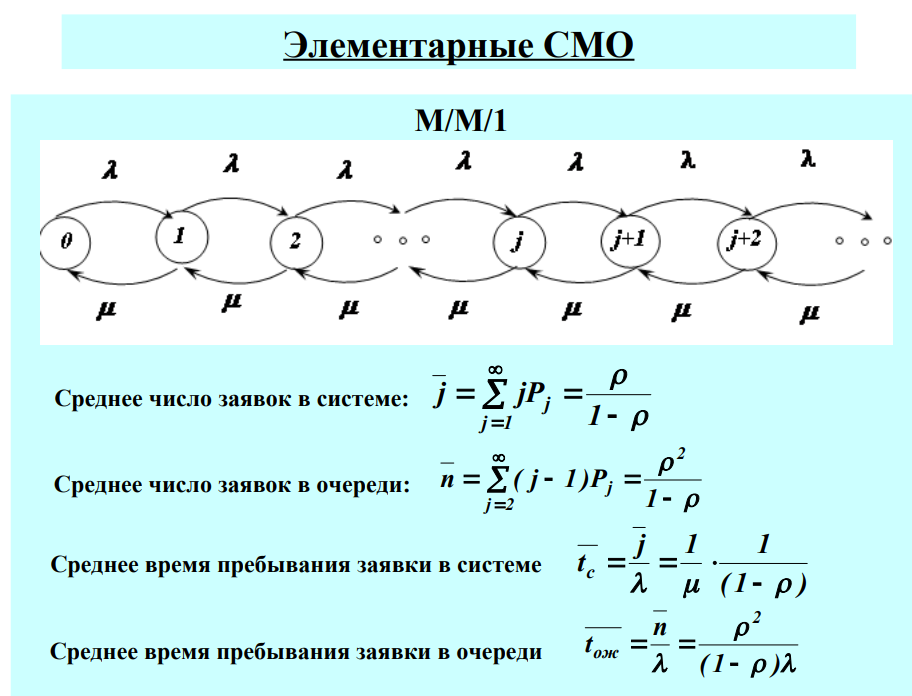 Элементарные СМО
M/M/1
λ λ λ λ λ λ λ
0 1 2 ∘ ∘ ∘ j j+1 j+2 ∘ ∘ ∘
μ μ μ μ μ μ μ
Среднее число заявок в системе: j̅ = ∑_{j=1}^{∞} jP_j = ρ / (1 − ρ)
Среднее число заявок в очереди: n̅ = ∑_{j=2}^{∞} ( j − 1 )P_j = ρ² / (1 − ρ)
Среднее время пребывания заявки в системе t̅_c = j̅ / λ = 1 / μ · 1 / ( 1 − ρ )
Среднее время пребывания заявки в очереди t̅_ож = n̅ / λ = ρ² / ( 1 − ρ )λ